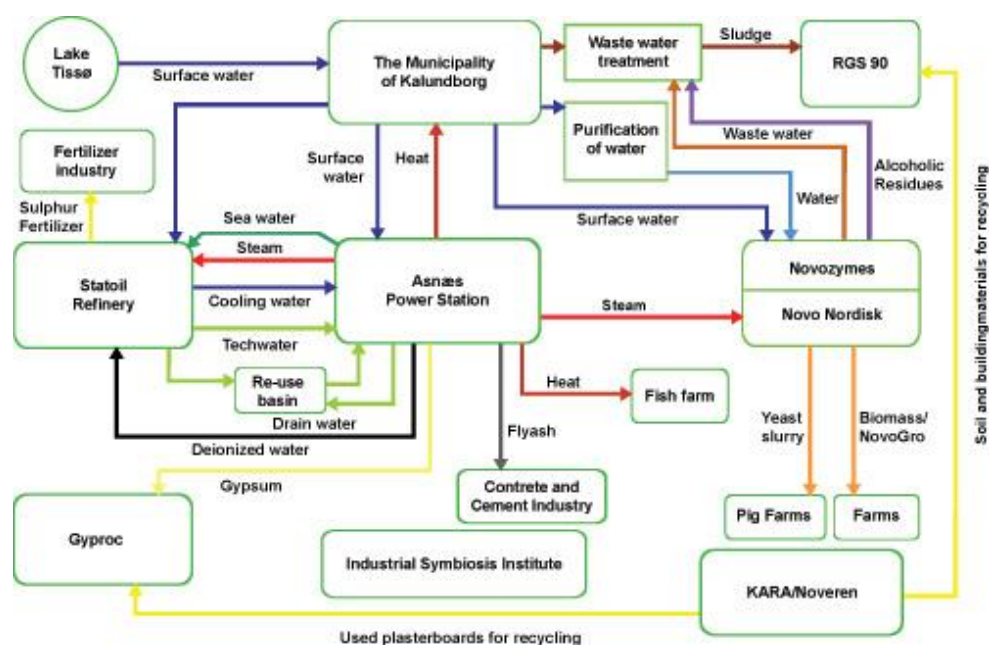 Lake
Tissø
Surface water
The Municipality
of Kalundborg
Waste water
treatment
Sludge
RGS 90
Fertilizer
industry
Surface
water
Heat
Purification
of water
Waste water
Alcoholic
Residues
Sulphur
Fertilizer
Sea water
Steam
Surface water
Water
Statoil
Refinery
Cooling water
Asnæs
Power Station
Steam
Novozymes
Novo Nordisk
Techwater
Re-use
basin
Drain water
Deionized water
Heat
Fish farm
Flyash
Yeast
slurry
Biomass/
NovoGro
Soil and buildingmaterials for recycling
Gypsum
Gyproc
Contrete and
Cement Industry
Pig Farms
Farms
Industrial Symbiosis Institute
KARA/Noveren
Used plasterboards for recycling